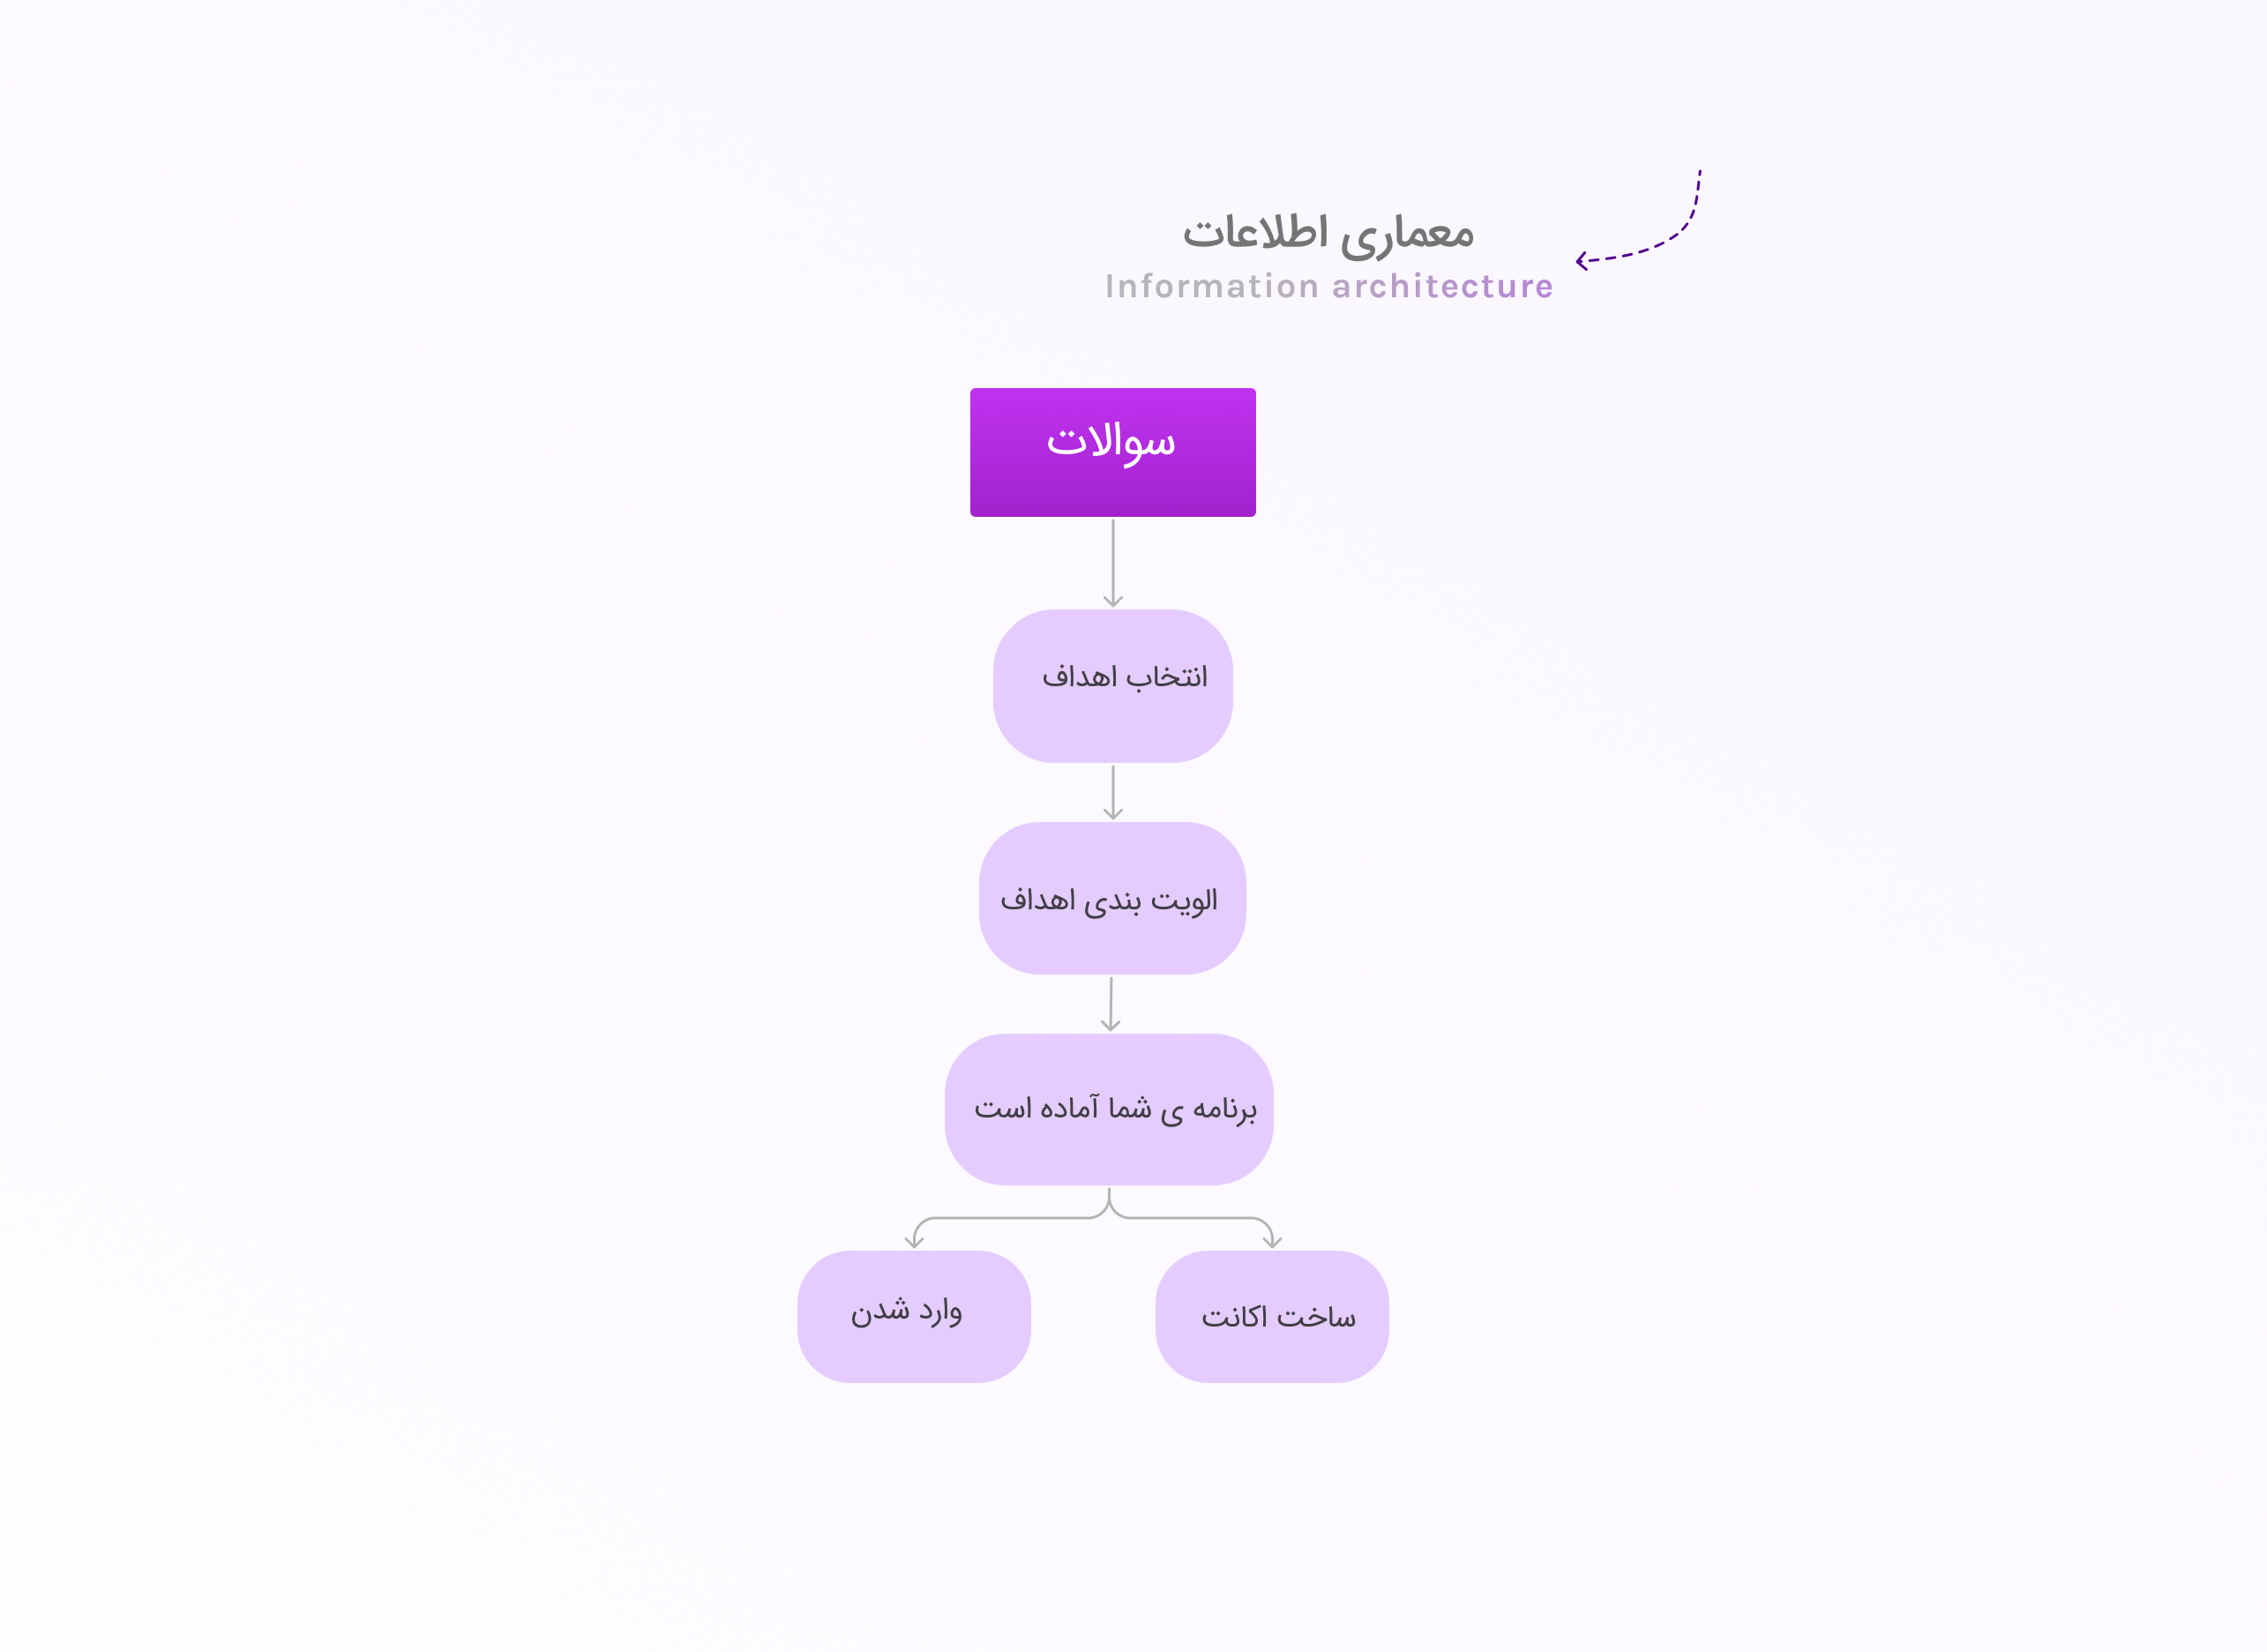 معماری اطلاعات
Information architecture
سوالات
انتخاب اهداف
الویت بندی اهداف
برنامه ی شما آماده است
ساخت اکانت
وارد شدن